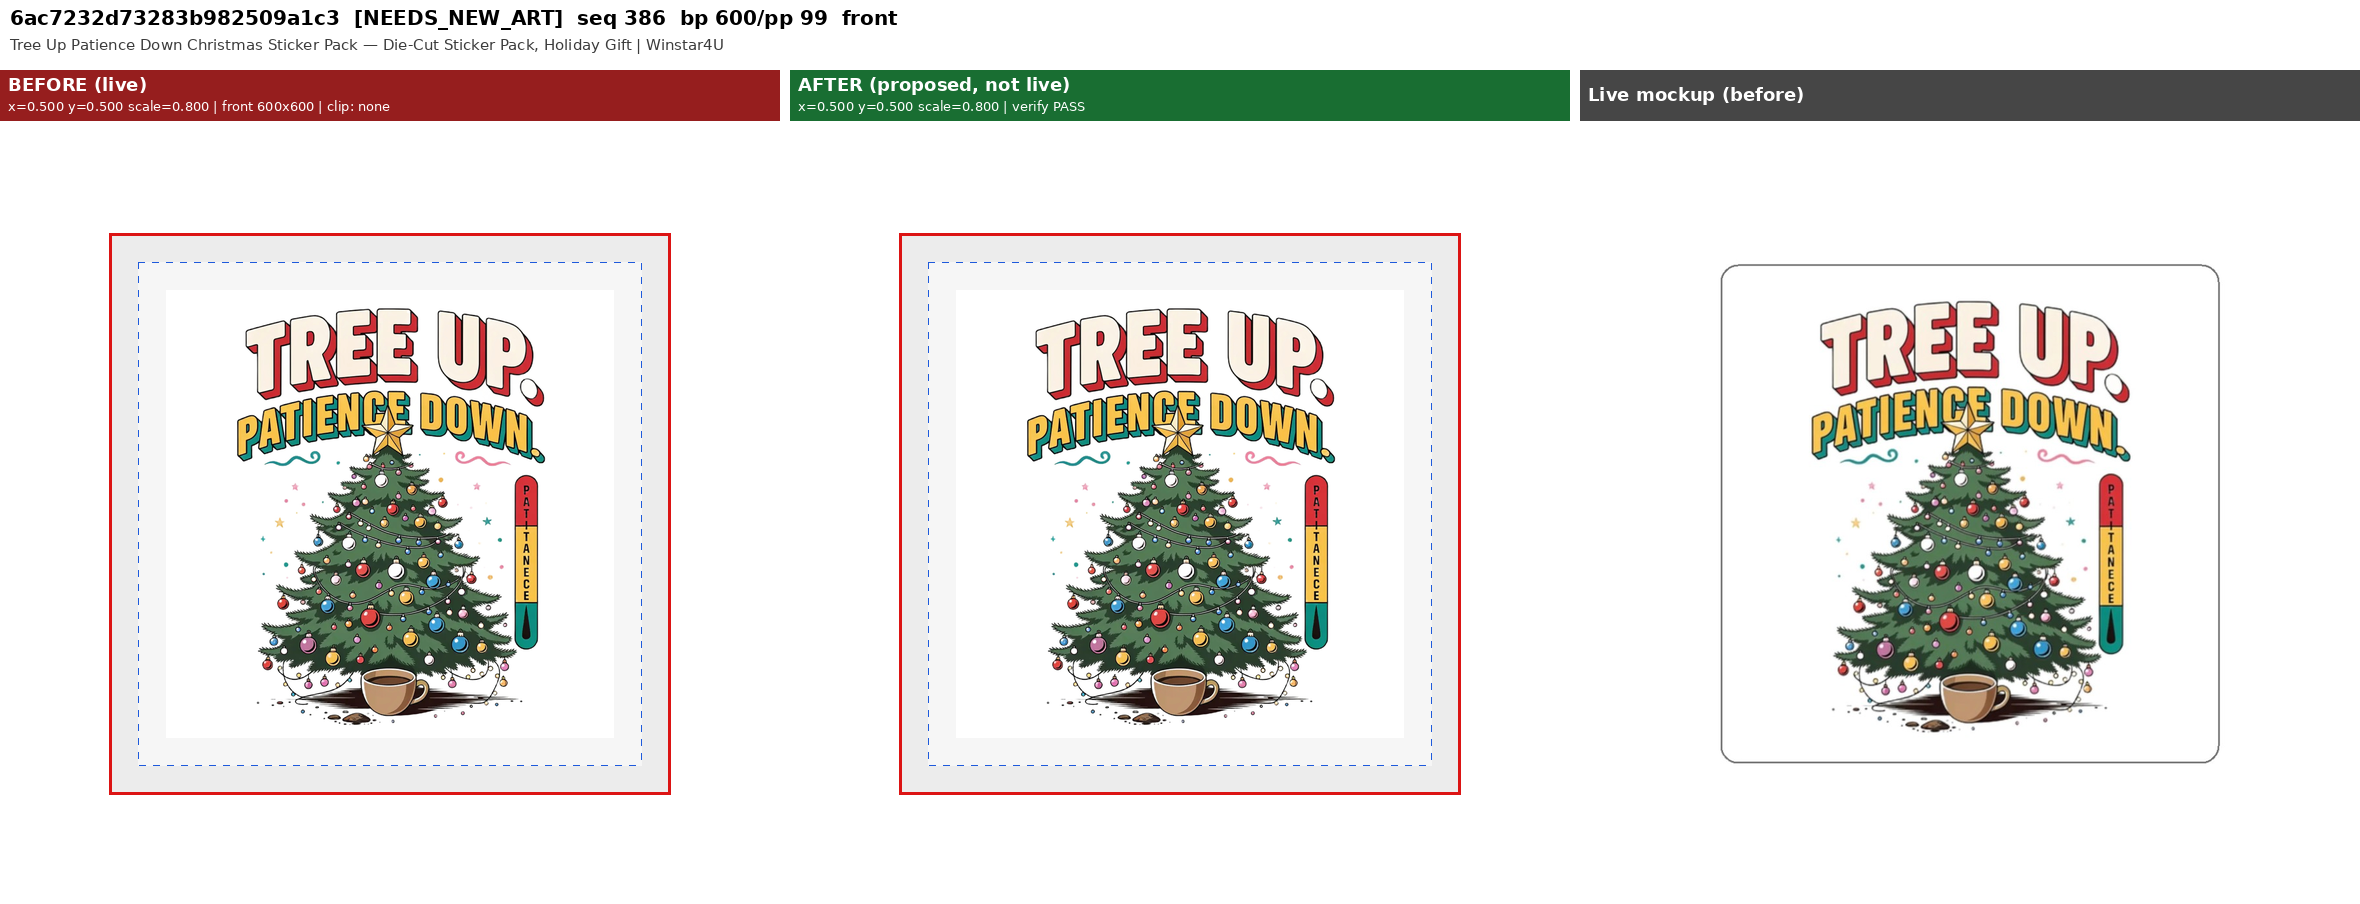 6ac7232d73283b982509a1c3 [NEEDS_NEW_ART] seq 386 bp 600/pp 99 front
Tree Up Patience Down Christmas Sticker Pack — Die-Cut Sticker Pack, Holiday Gift | Winstar4U
BEFORE (live)
x=0.500 y=0.500 scale=0.800 | front 600x600 | clip: none
AFTER (proposed, not live)
x=0.500 y=0.500 scale=0.800 | verify PASS
Live mockup (before)
TREE UP.
PATIENCE DOWN.
PATITANECE
TREE UP.
PATIENCE DOWN.
PATITANECE
TREE UP.
PATIENCE DOWN.
PATITANECE